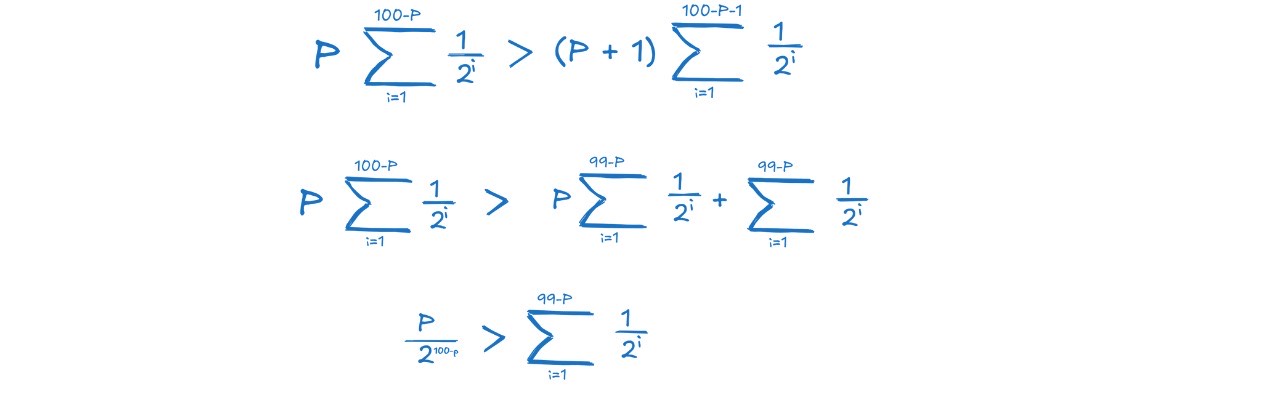 P \sum_{i=1}^{100-P} \frac{1}{2^i} > (P + 1) \sum_{i=1}^{100-P-1} \frac{1}{2^i}
P \sum_{i=1}^{100-P} \frac{1}{2^i} > P \sum_{i=1}^{99-P} \frac{1}{2^i} + \sum_{i=1}^{99-P} \frac{1}{2^i}
\frac{P}{2^{100-P}} > \sum_{i=1}^{99-P} \frac{1}{2^i}